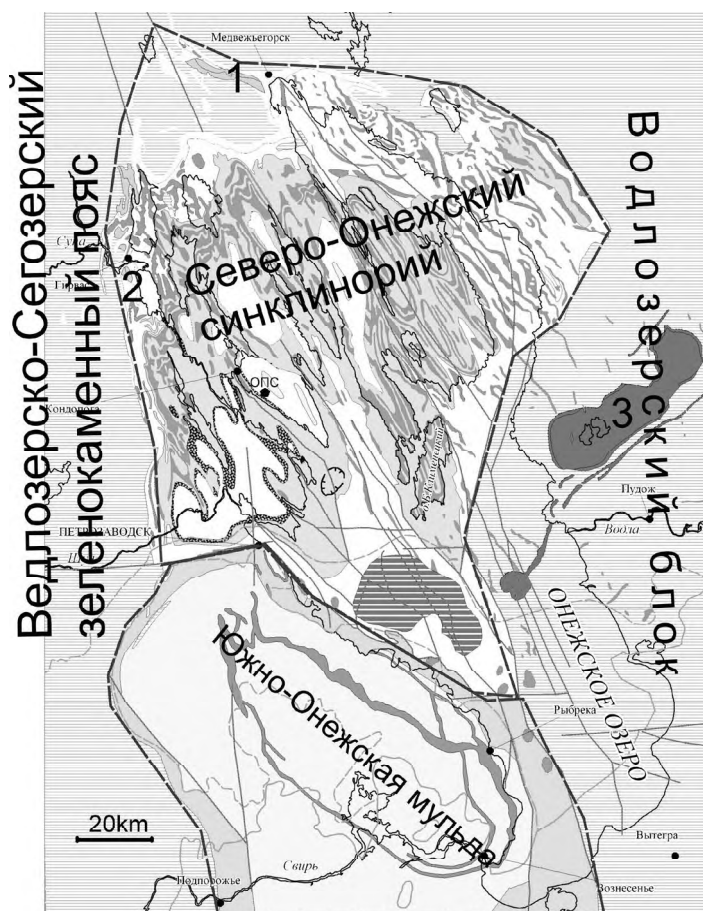 Медвежьегорск
1
Ведлозерско-Сегозерский
зеленокаменный пояс
Водлозерский блок
Северо-Онежский
синклинорий
Суна
Гирвас
2
Кондопога
ОПС
3
Пудож
Водла
ПЕТРОЗАВОДСК
ОНЕЖСКОЕ ОЗЕРО
Южно-Онежская мульда
Рыбрека
20km
Свирь
Вытегра
Подпорожье
Вознесенье